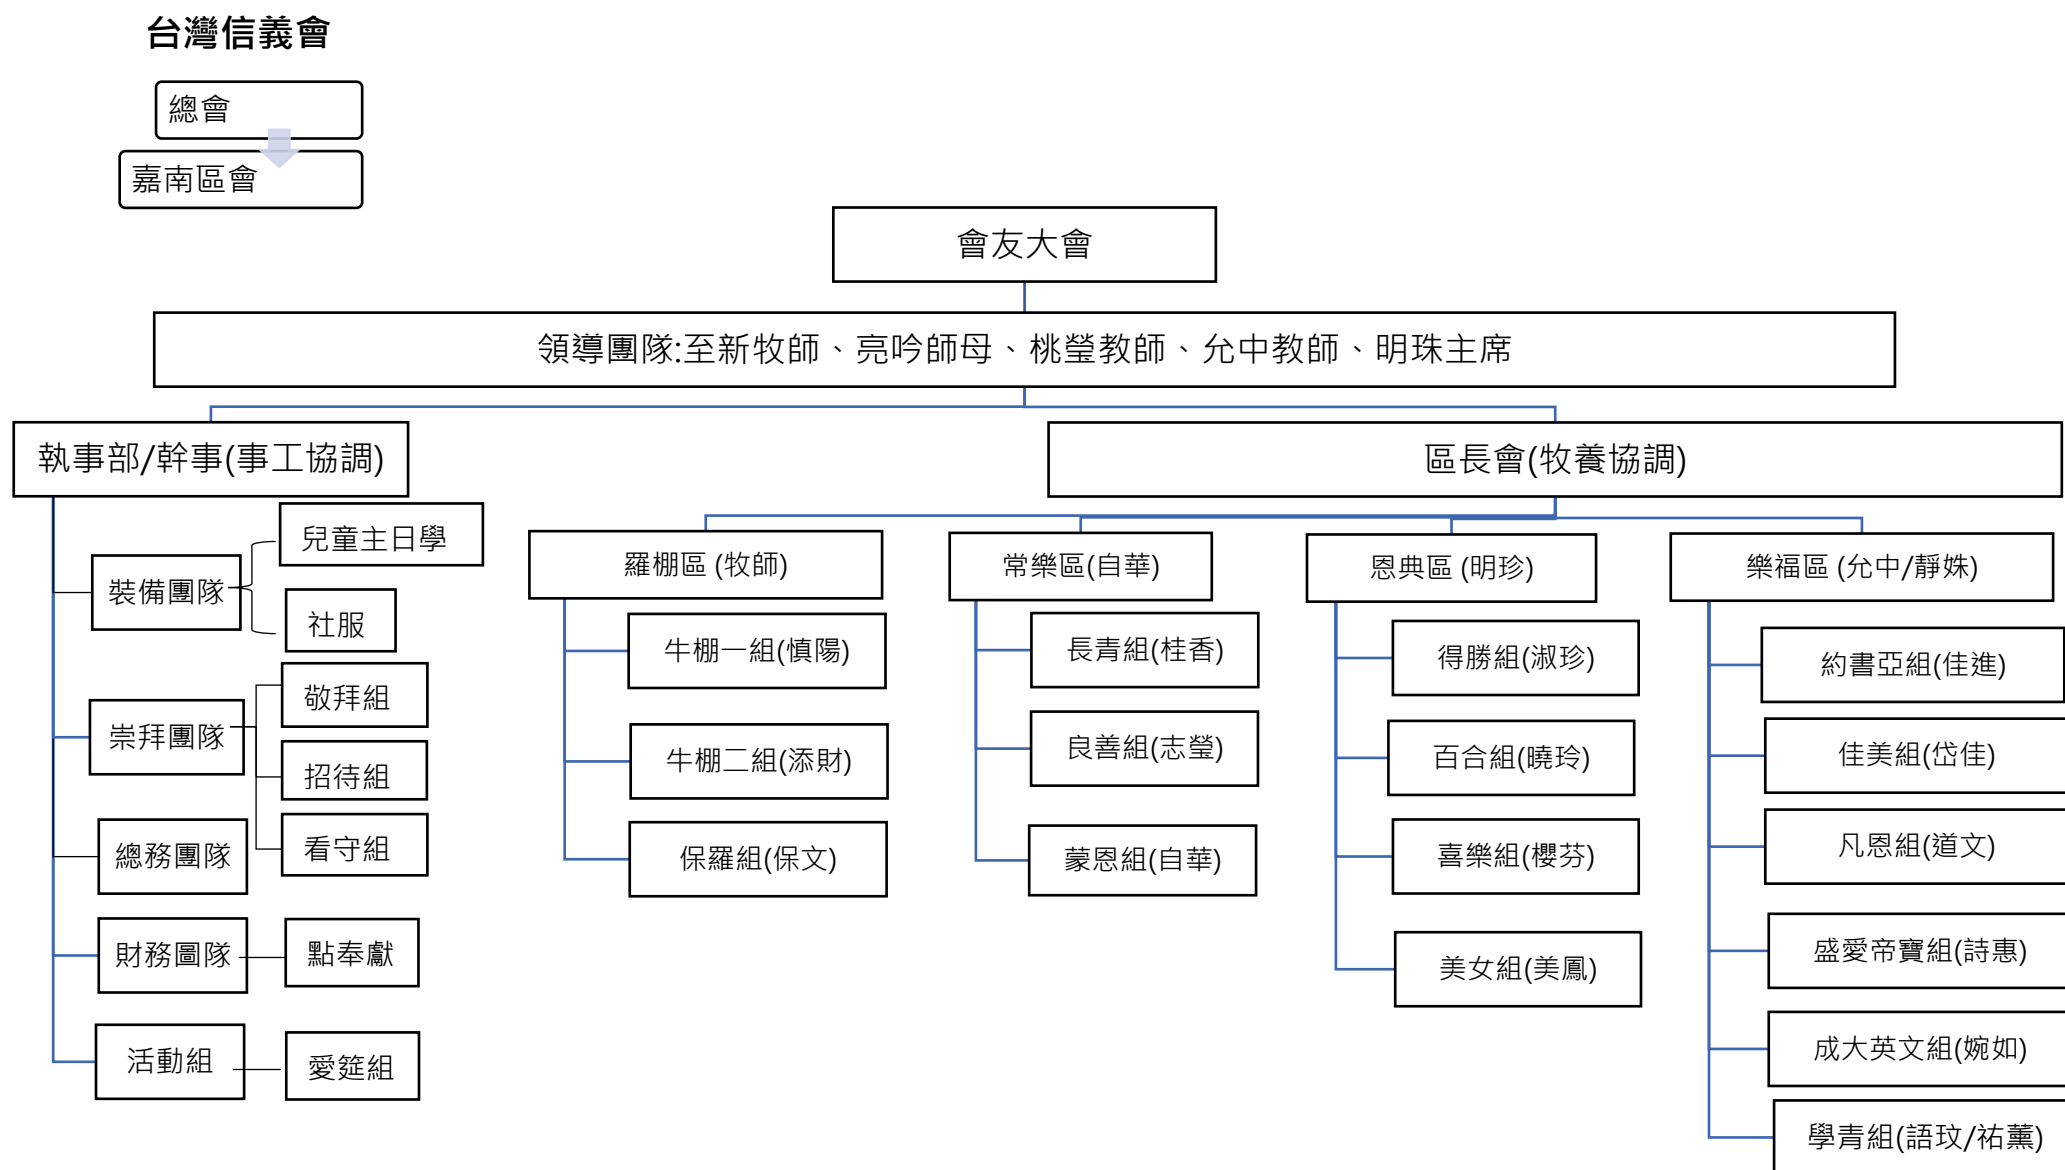 台灣信義會
總會
嘉南區會
會友大會
領導團隊:至新牧師、亮吟師母、桃瑩教師、允中教師、明珠主席
執事部/幹事(事工協調)
區長會(牧養協調)
裝備團隊
兒童主日學
社服
崇拜團隊
敬拜組
招待組
看守組
總務團隊
財務圖隊
點奉獻
活動組
愛筵組
羅棚區 (牧師)
牛棚一組(慎陽)
牛棚二組(添財)
保羅組(保文)
常樂區(自華)
長青組(桂香)
良善組(志瑩)
蒙恩組(自華)
恩典區 (明珍)
得勝組(淑珍)
百合組(曉玲)
喜樂組(櫻芬)
美女組(美鳳)
樂福區 (允中/靜姝)
約書亞組(佳進)
佳美組(岱佳)
凡恩組(道文)
盛愛帝寶組(詩惠)
成大英文組(婉如)
學青組(語玟/祐薰)